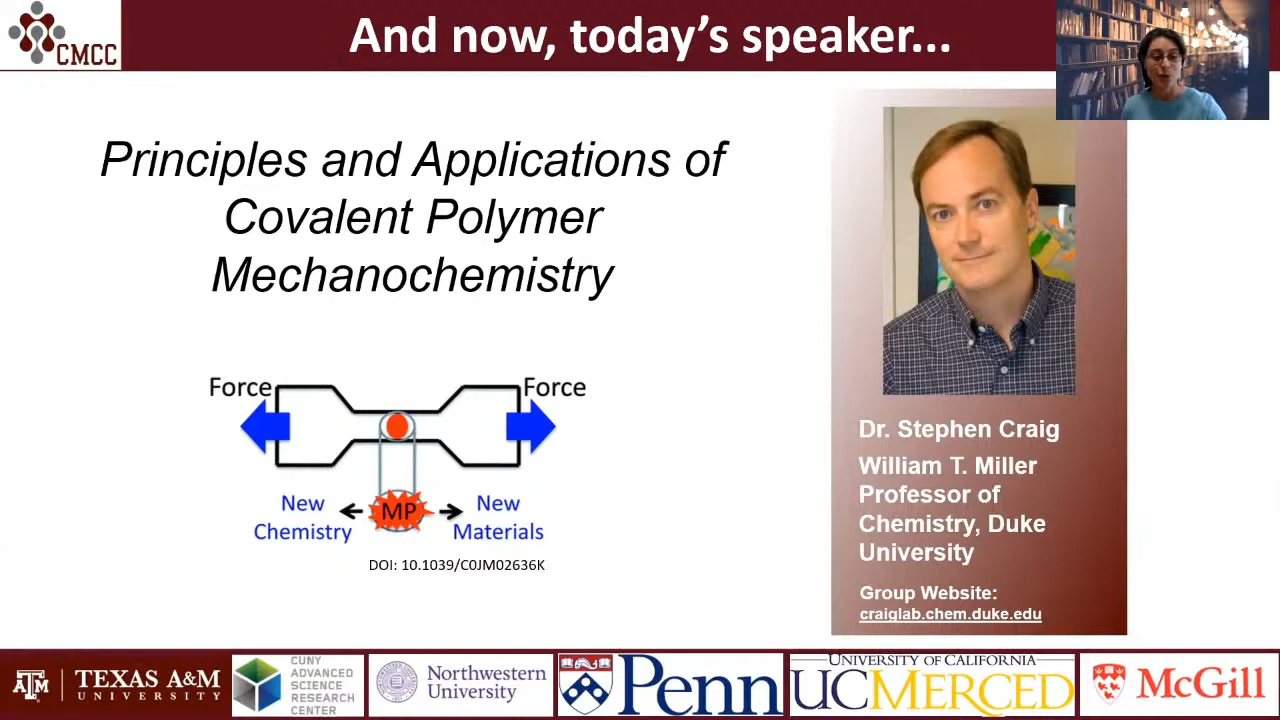 CMCC
And now, today's speaker...
Principles and Applications of
Covalent Polymer
Mechanochemistry
Force
Force
New
Chemistry
MP
New
Materials
DOI: 10.1039/C0JM02636K
Dr. Stephen Craig
William T. Miller
Professor of
Chemistry, Duke
University
Group Website:
craiglab.chem.duke.edu
ATM
TEXAS A&M
UNIVERSITY
CUNY
ADVANCED
SCIENCE
RESEARCH
CENTER
Northwestern
University
Penn
UNIVERSITY OF CALIFORNIA
UCMERCED
McGill